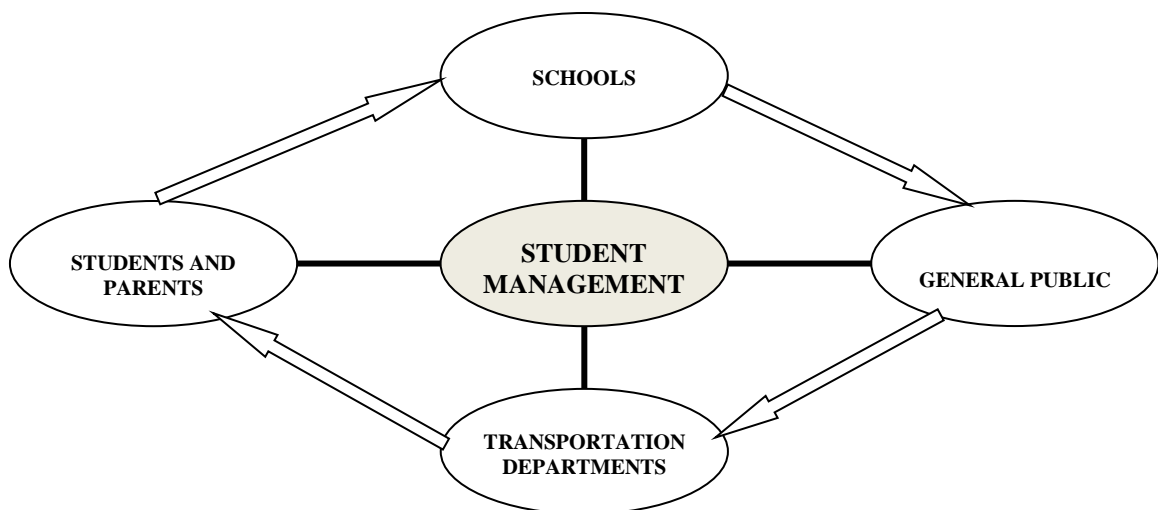 SCHOOLS
STUDENT
MANAGEMENT
STUDENTS AND
PARENTS
GENERAL PUBLIC
TRANSPORTATION
DEPARTMENTS